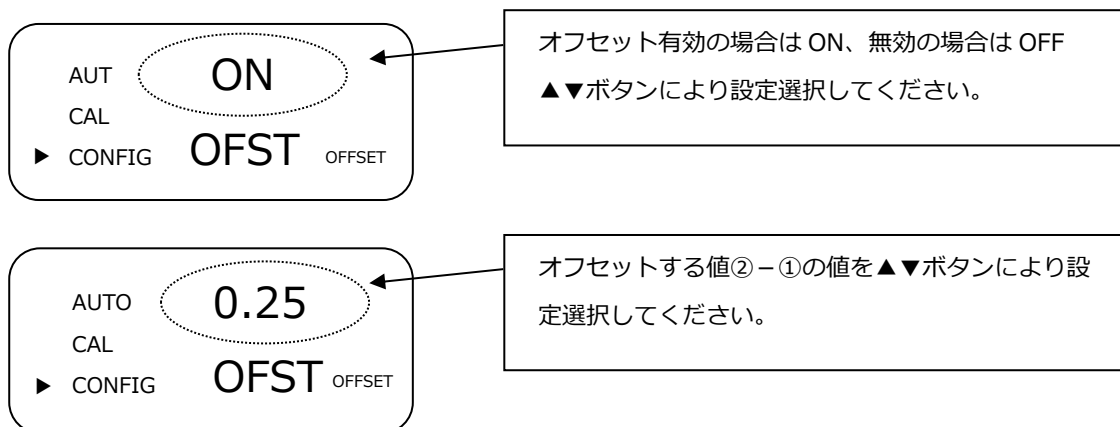 AUT ON
CAL
▶ CONFIG OFST OFFSET
オフセット有効の場合は ON、無効の場合は OFF
▲▼ボタンにより設定選択してください。
AUTO 0.25
CAL
▶ CONFIG OFST OFFSET
オフセットする値②－①の値を▲▼ボタンにより設
定選択してください。